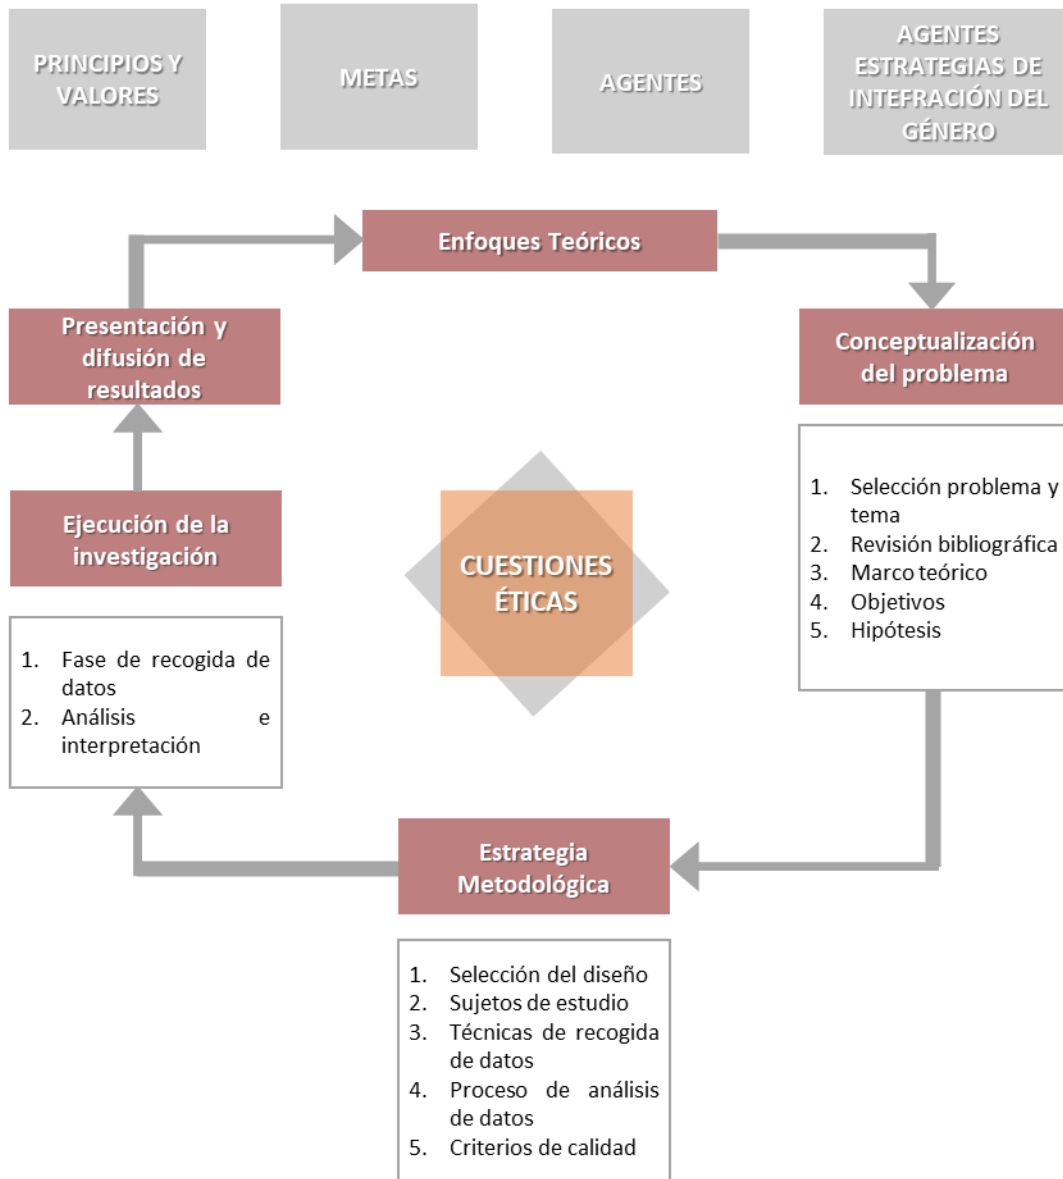 PRINCIPIOS Y
VALORES
METAS
AGENTES
AGENTES
ESTRATEGIAS DE
INTEFRACIÓN DEL
GÉNERO
Enfoques Teóricos
Presentación y
difusión de
resultados
Conceptualización
del problema
1. Selección problema y
tema
2. Revisión bibliográfica
3. Marco teórico
4. Objetivos
5. Hipótesis
Ejecución de la
investigación
CUESTIONES
ÉTICAS
1. Fase de recogida de
datos
2. Análisis e
interpretación
Estrategia
Metodológica
1. Selección del diseño
2. Sujetos de estudio
3. Técnicas de recogida
de datos
4. Proceso de análisis
de datos
5. Criterios de calidad